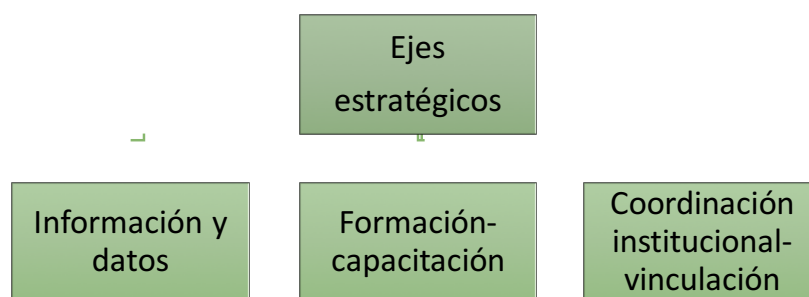 Ejes
estratégicos
Información y
datos
Formación-
capacitación
Coordinación
institucional-
vinculación